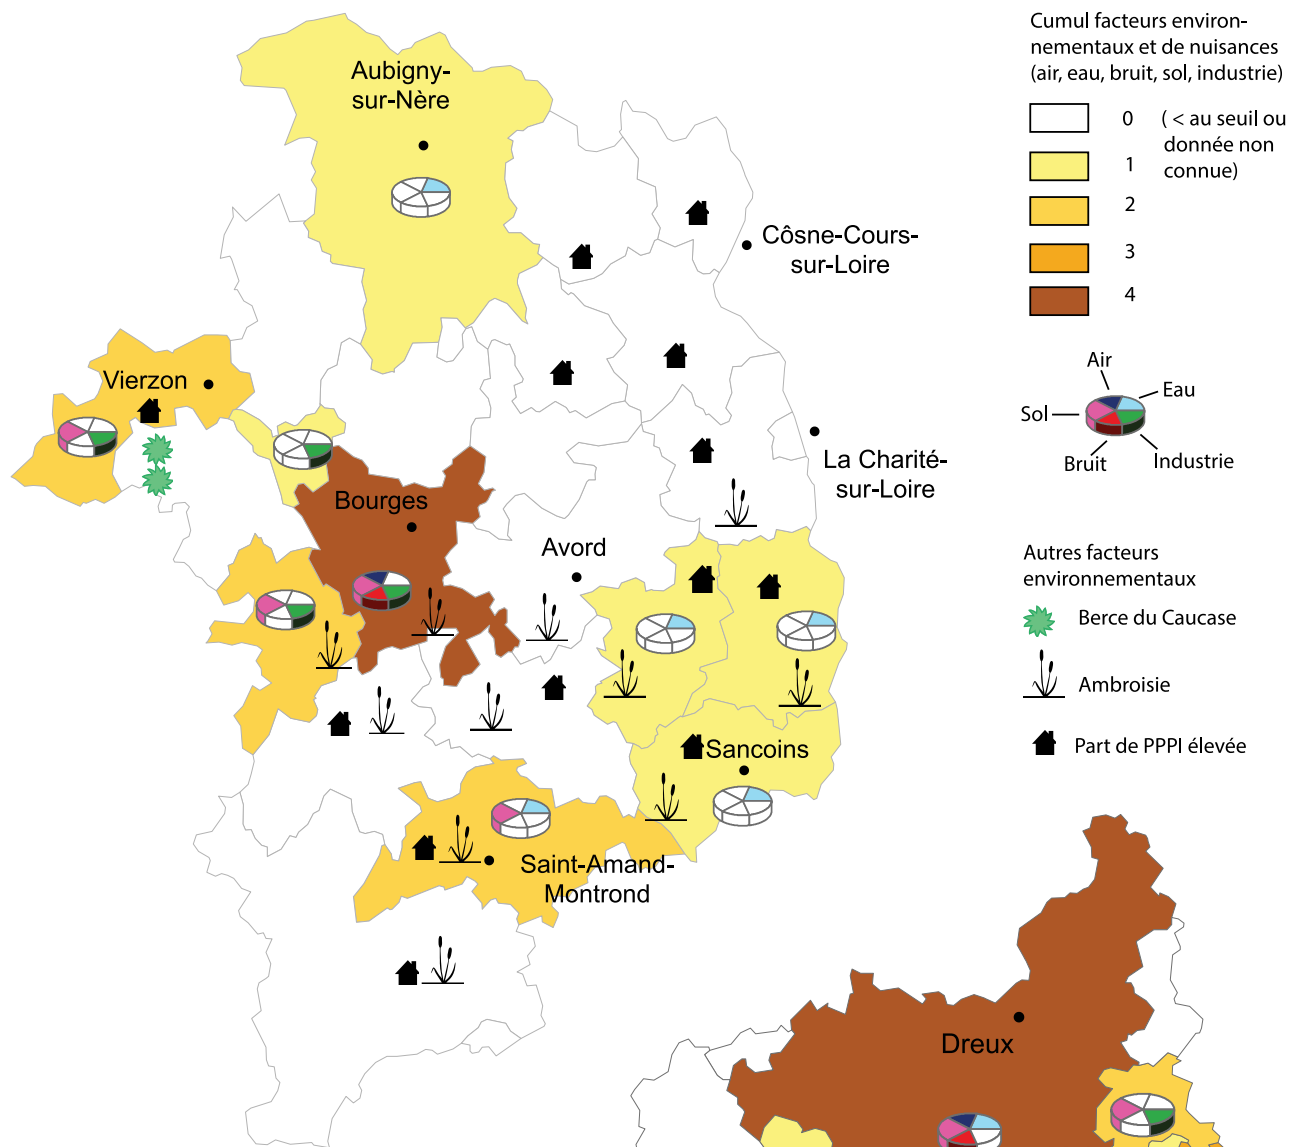 Cumul facteurs environ-
nementaux et de nuisances
(air, eau, bruit, sol, industrie)
0 ( < au seuil ou
donnée non
connue)
1
2
3
4
Air
Eau
Sol
Bruit
Industrie
Autres facteurs
environnementaux
Berce du Caucase
Ambroisie
Part de PPPI élevée
Aubigny-
sur-Nère
Côsne-Cours-
sur-Loire
Vierzon
La Charité-
sur-Loire
Bourges
Avord
Sancoins
Saint-Amand-
Montrond
Dreux